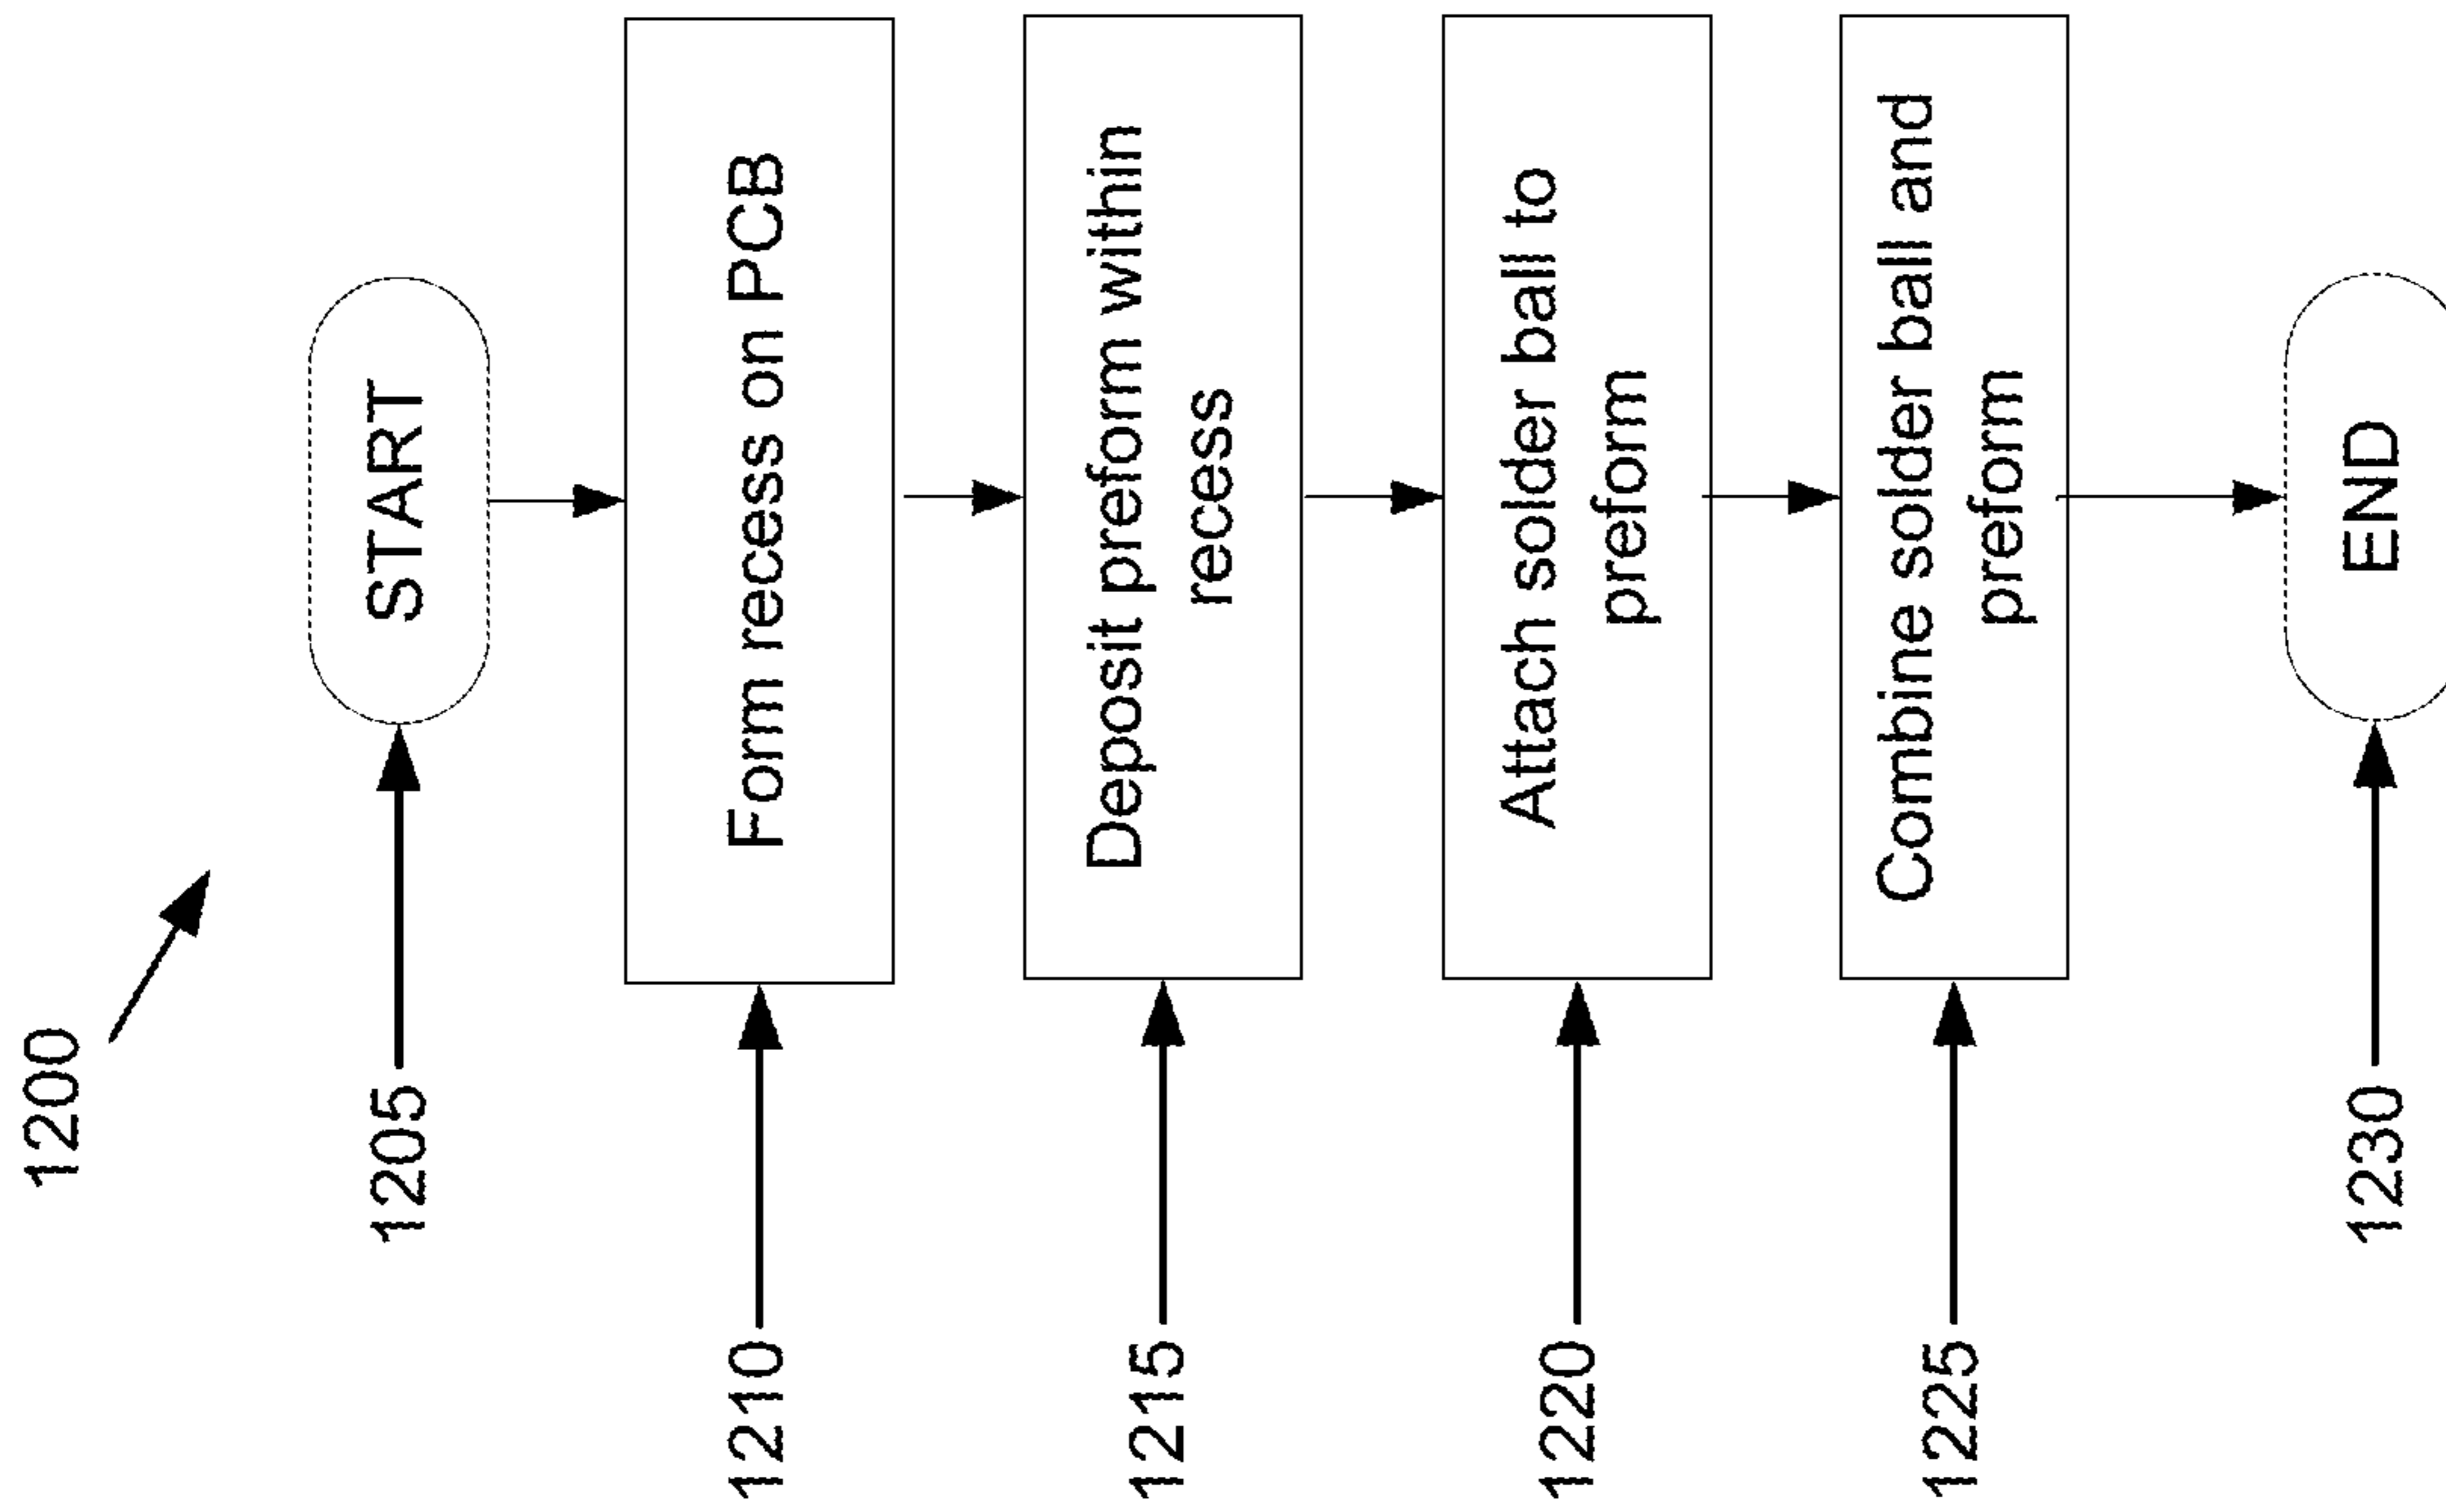 1200
1205
START
1210
Form recess on PCB
1215
Deposit preform within
recess
1220
Attach solder ball to
preform
1225
Combine solder ball and
preform
1230
END